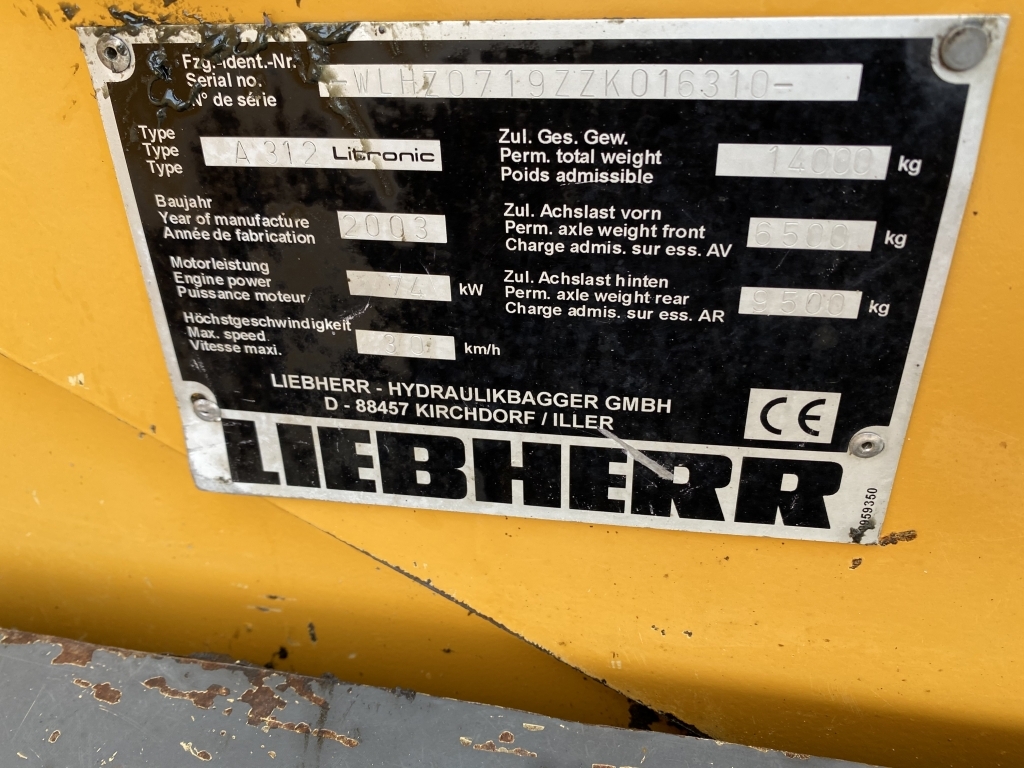 Fzg.-Ident.-Nr.
Serial no.
N° de série
-WLHZ0719ZZK016310-
Type
Type
Type
A 312 Litronic
Baujahr
Year of manufacture
Année de fabrication
2003
Motorleistung
Engine power
Puissance moteur
74 kW
Höchstgeschwindigkeit
Max. speed
Vitesse maxi.
30 km/h
Zul. Ges. Gew.
Perm. total weight
Poids admissible
14000 kg
Zul. Achslast vorn
Perm. axle weight front
Charge admis. sur ess. AV
6500 kg
Zul. Achslast hinten
Perm. axle weight rear
Charge admis. sur ess. AR
9500 kg
LIEBHERR - HYDRAULIKBAGGER GMBH
D - 88457 KIRCHDORF / ILLER
CE
LIEBHERR